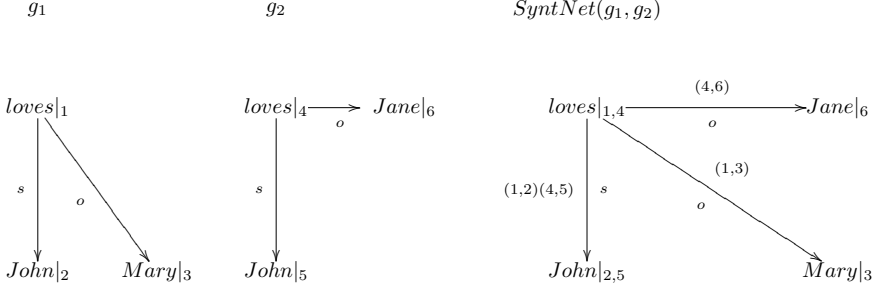 g₁ g₂ SyntNet(g₁, g₂)
(4,6)
loves|₁ loves|₄ Jane|₆ loves|₁,₄ Jane|₆
o o
(1,3)
s o s (1,2)(4,5) s o
John|₂ Mary|₃ John|₅ John|₂,₅ Mary|₃